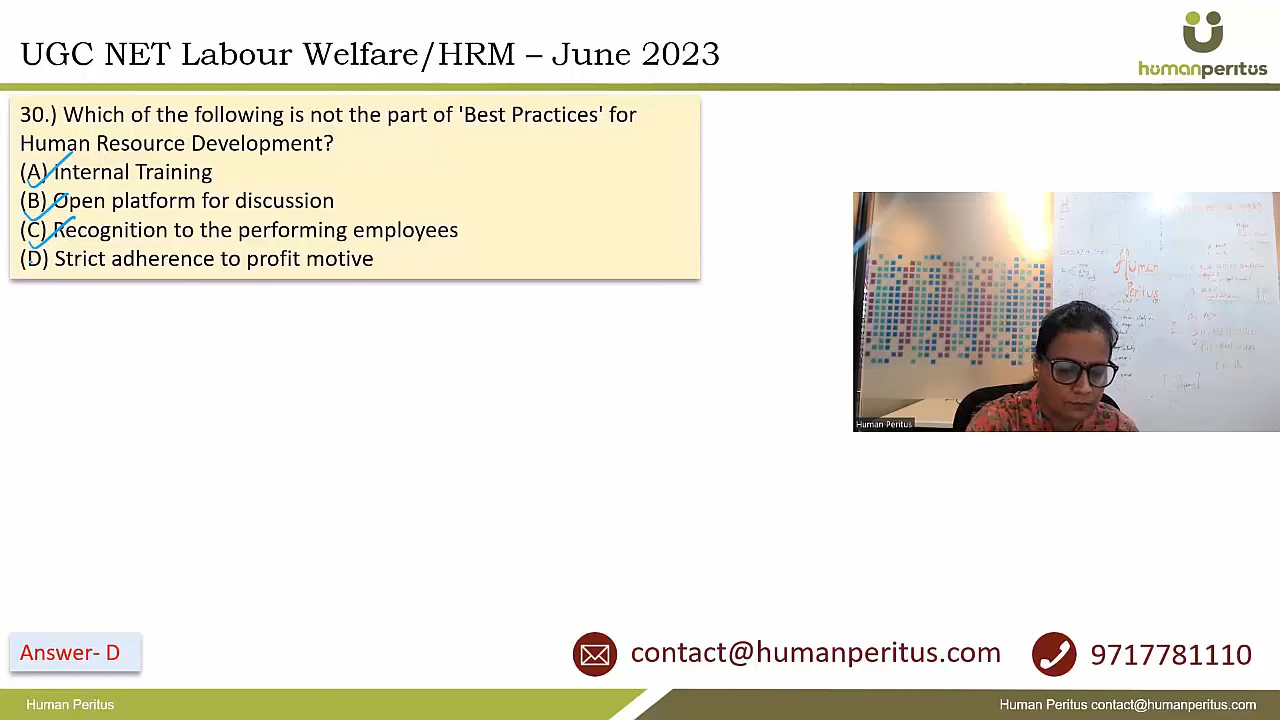 UGC NET Labour Welfare/HRM – June 2023
humanperitus
30.) Which of the following is not the part of 'Best Practices' for
Human Resource Development?
(A) Internal Training
(B) Open platform for discussion
(C) Recognition to the performing employees
(D) Strict adherence to profit motive
Human
Peritus
Human Peritus
Answer- D
contact@humanperitus.com
9717781110
Human Peritus
Human Peritus contact@humanperitus.com